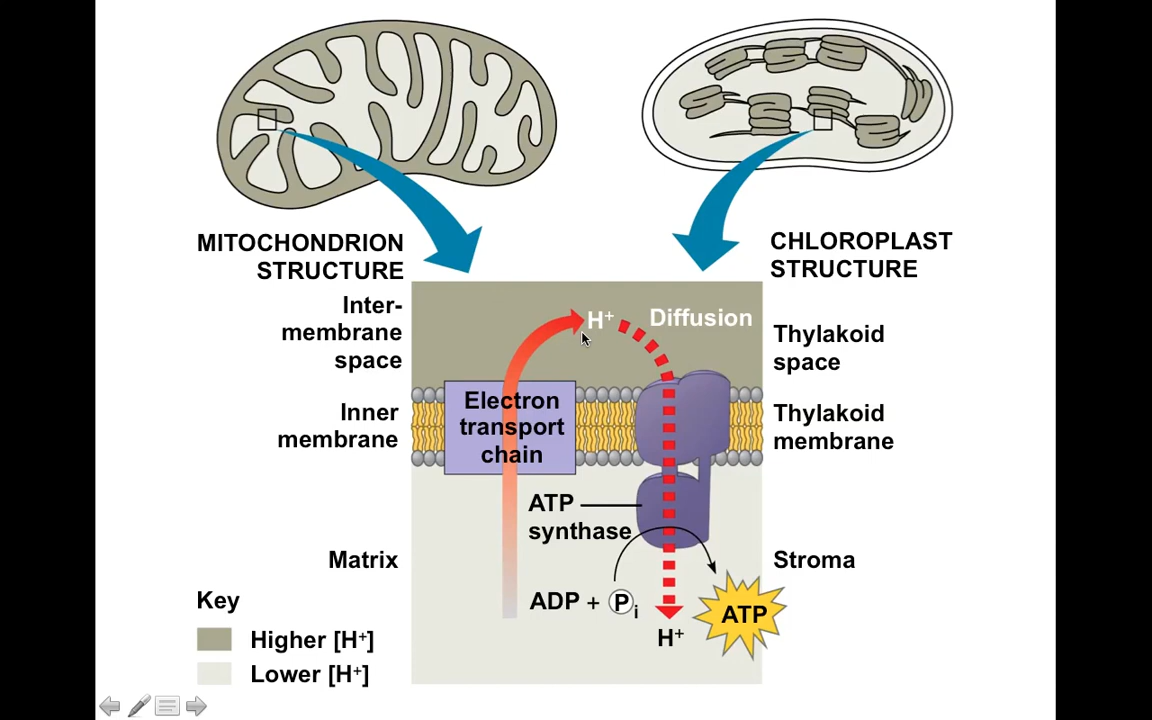 MITOCHONDRION
STRUCTURE
CHLOROPLAST
STRUCTURE
Inter-
membrane
space
H⁺
Diffusion
Thylakoid
space
Inner
membrane
Electron
transport
chain
Thylakoid
membrane
ATP
synthase
Matrix
Stroma
ADP + Pᵢ
ATP
H⁺
Key
Higher [H⁺]
Lower [H⁺]